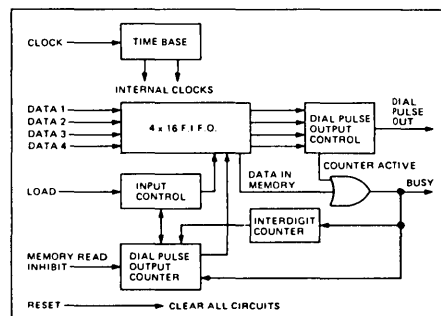 CLOCK
TIME BASE
INTERNAL CLOCKS
DATA 1
DATA 2
DATA 3
DATA 4
4 x 16 F.I.F.O.
DIAL PULSE
OUTPUT
CONTROL
DIAL
PULSE
OUT
COUNTER ACTIVE
DATA IN
MEMORY
BUSY
LOAD
INPUT
CONTROL
INTERDIGIT
COUNTER
MEMORY READ
INHIBIT
DIAL PULSE
OUTPUT
COUNTER
RESET
CLEAR ALL CIRCUITS